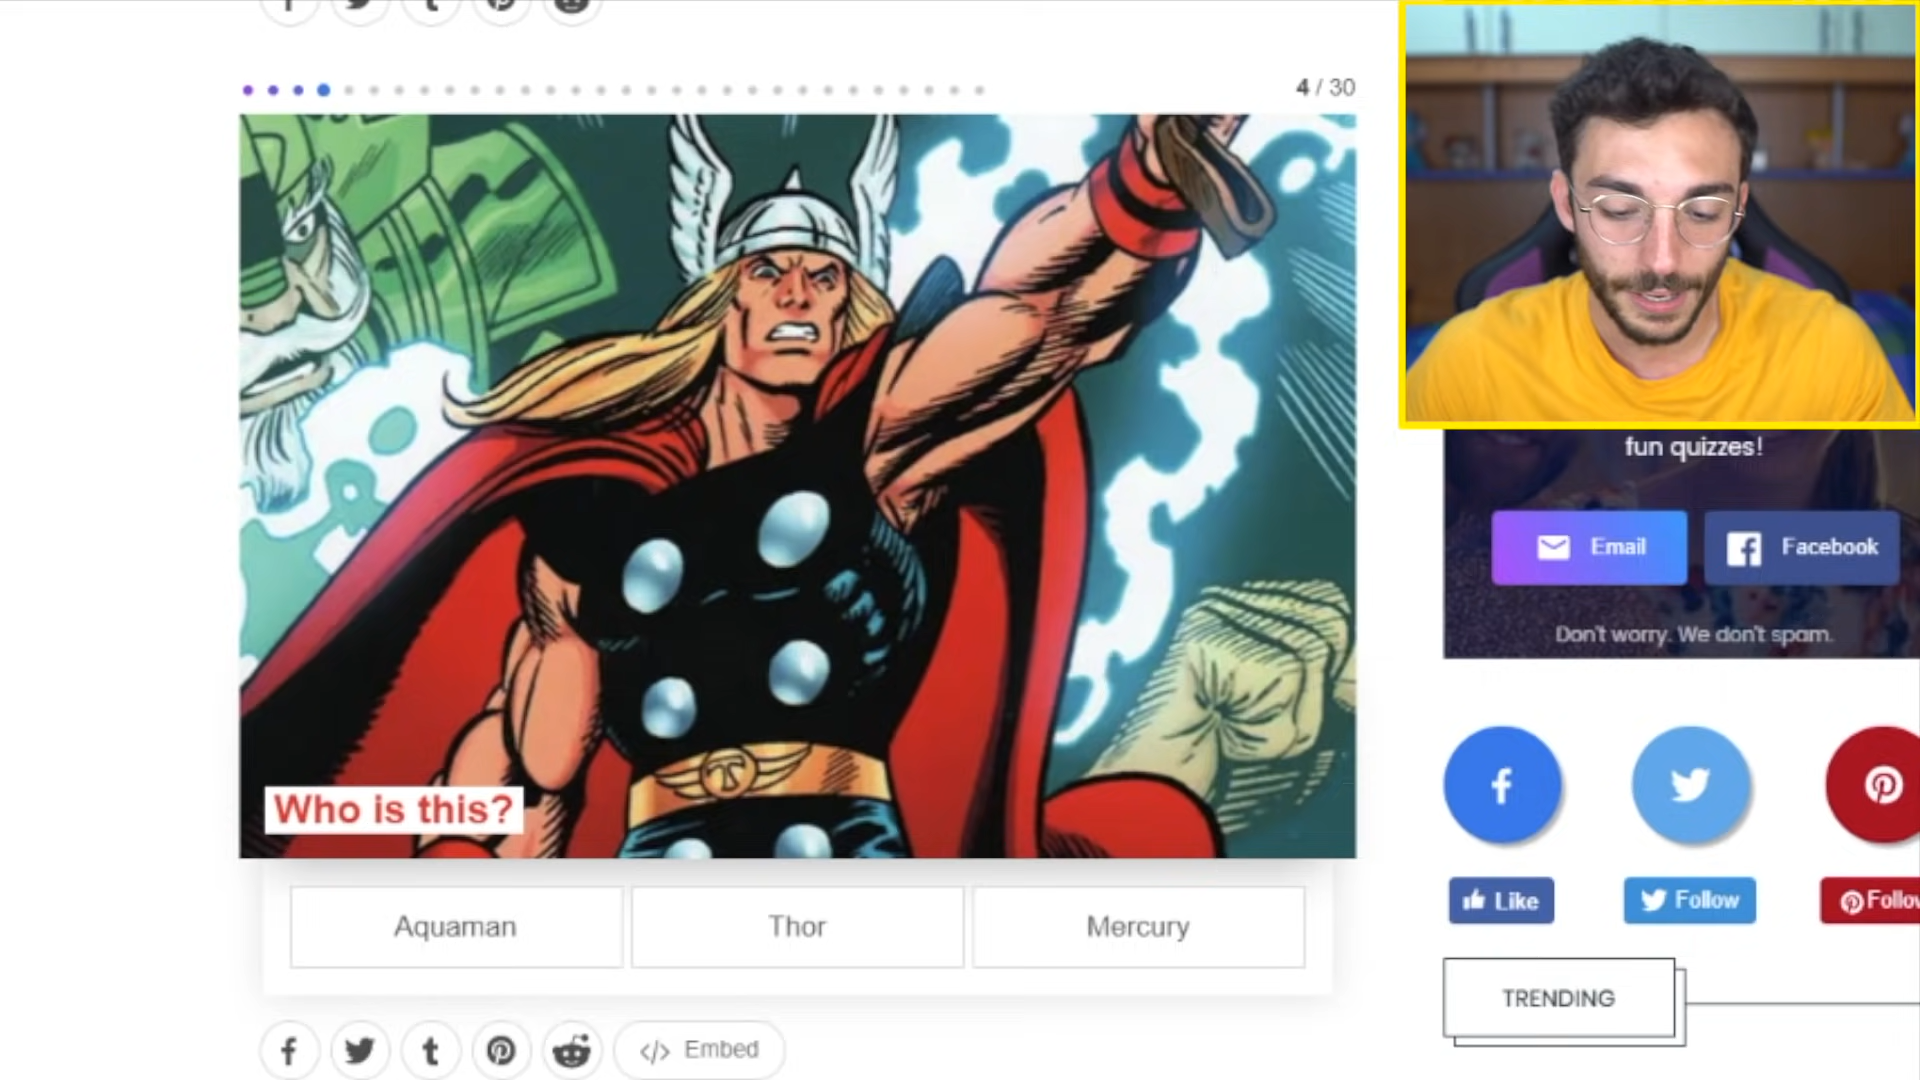 4 / 30
Who is this?
Aquaman
Thor
Mercury
Embed
fun quizzes!
Email
Facebook
Don't worry. We don't spam.
Like
Follow
TRENDING